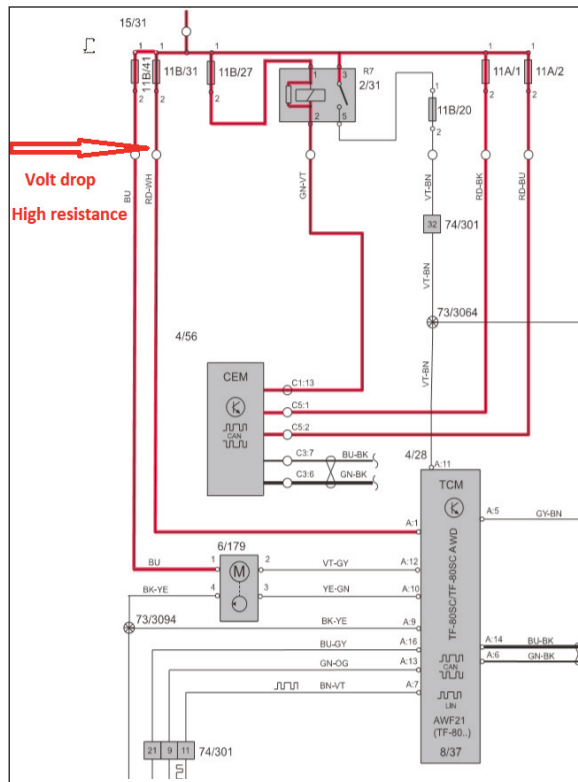 15/31
1
1
1
1
1
11B/41
11B/31
11B/27
1
3
R7
2/31
11A/1
11A/2
2
2
2
2
5
1
11B/20
2
2
2
Volt drop
High resistance
BU
RD-WH
GN-VT
VT-BN
RD-BK
RD-BU
32
74/301
VT-BN
73/3064
4/56
CEM
CAN
C1:13
C5:1
C5:2
C3:7
BU-BK
C3:6
GN-BK
VT-BN
4/28
A:11
TCM
A:1
A:5
GY-BN
6/179
BU
1
M
2
VT-GY
A:12
BK-YE
4
3
YE-GN
A:10
TF-80SC/TF-80SC AWD
73/3094
BK-YE
A:9
BU-GY
A:16
A:14
BU-BK
GN-OG
A:13
CAN
A:6
GN-BK
BN-VT
A:7
LIN
AWF21
(TF-80..)
8/37
21
9
11
74/301